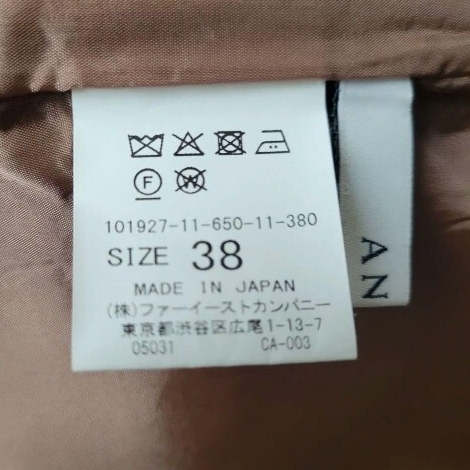 F
W
101927-11-650-11-380
SIZE 38
MADE IN JAPAN
(株)ファーイーストカンパニー
東京都渋谷区広尾1-13-7
05031 CA-003
AN